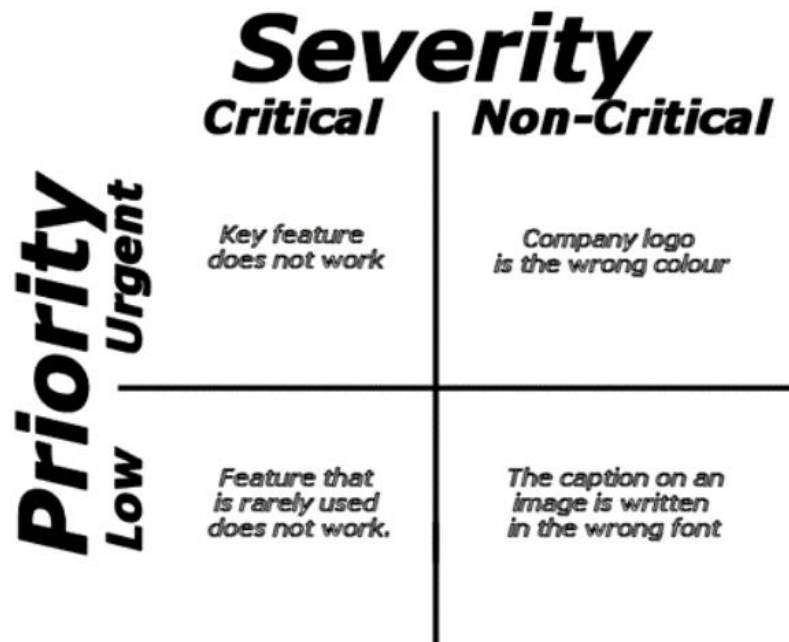 Severity
Critical
Non-Critical
Priority
Urgent
Key feature
does not work
Company logo
is the wrong colour
Low
Feature that
is rarely used
does not work.
The caption on an
image is written
in the wrong font